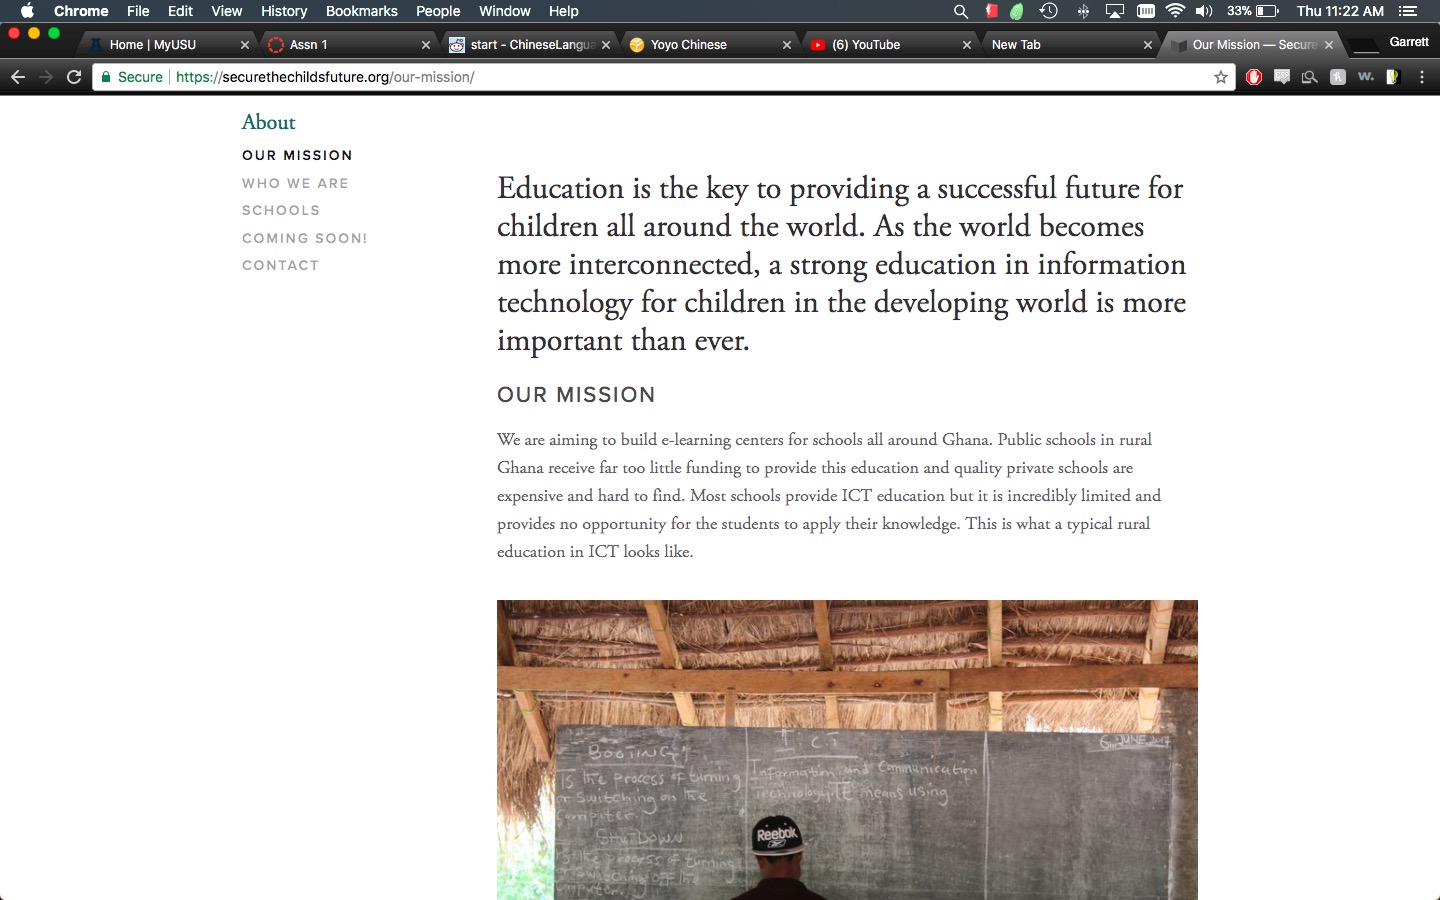 Chrome File Edit View History Bookmarks People Window Help 33% Thu 11:22 AM
Home | MyUSU Assn 1 start - ChineseLangua Yoyo Chinese (6) YouTube New Tab Our Mission — Secure Garrett
Secure https://securethechildsfuture.org/our-mission/
About
OUR MISSION
WHO WE ARE
SCHOOLS
COMING SOON!
CONTACT
Education is the key to providing a successful future for
children all around the world. As the world becomes
more interconnected, a strong education in information
technology for children in the developing world is more
important than ever.
OUR MISSION
We are aiming to build e-learning centers for schools all around Ghana. Public schools in rural
Ghana receive far too little funding to provide this education and quality private schools are
expensive and hard to find. Most schools provide ICT education but it is incredibly limited and
provides no opportunity for the students to apply their knowledge. This is what a typical rural
education in ICT looks like.
BOOTING
Is the process of turning
or switching on the
computer.
ShutDown
Is the process of turning
or switching off the
computer.
I.C.T
Information and Communication
Technology. It means using
6th JUNE, 2017
Reebok